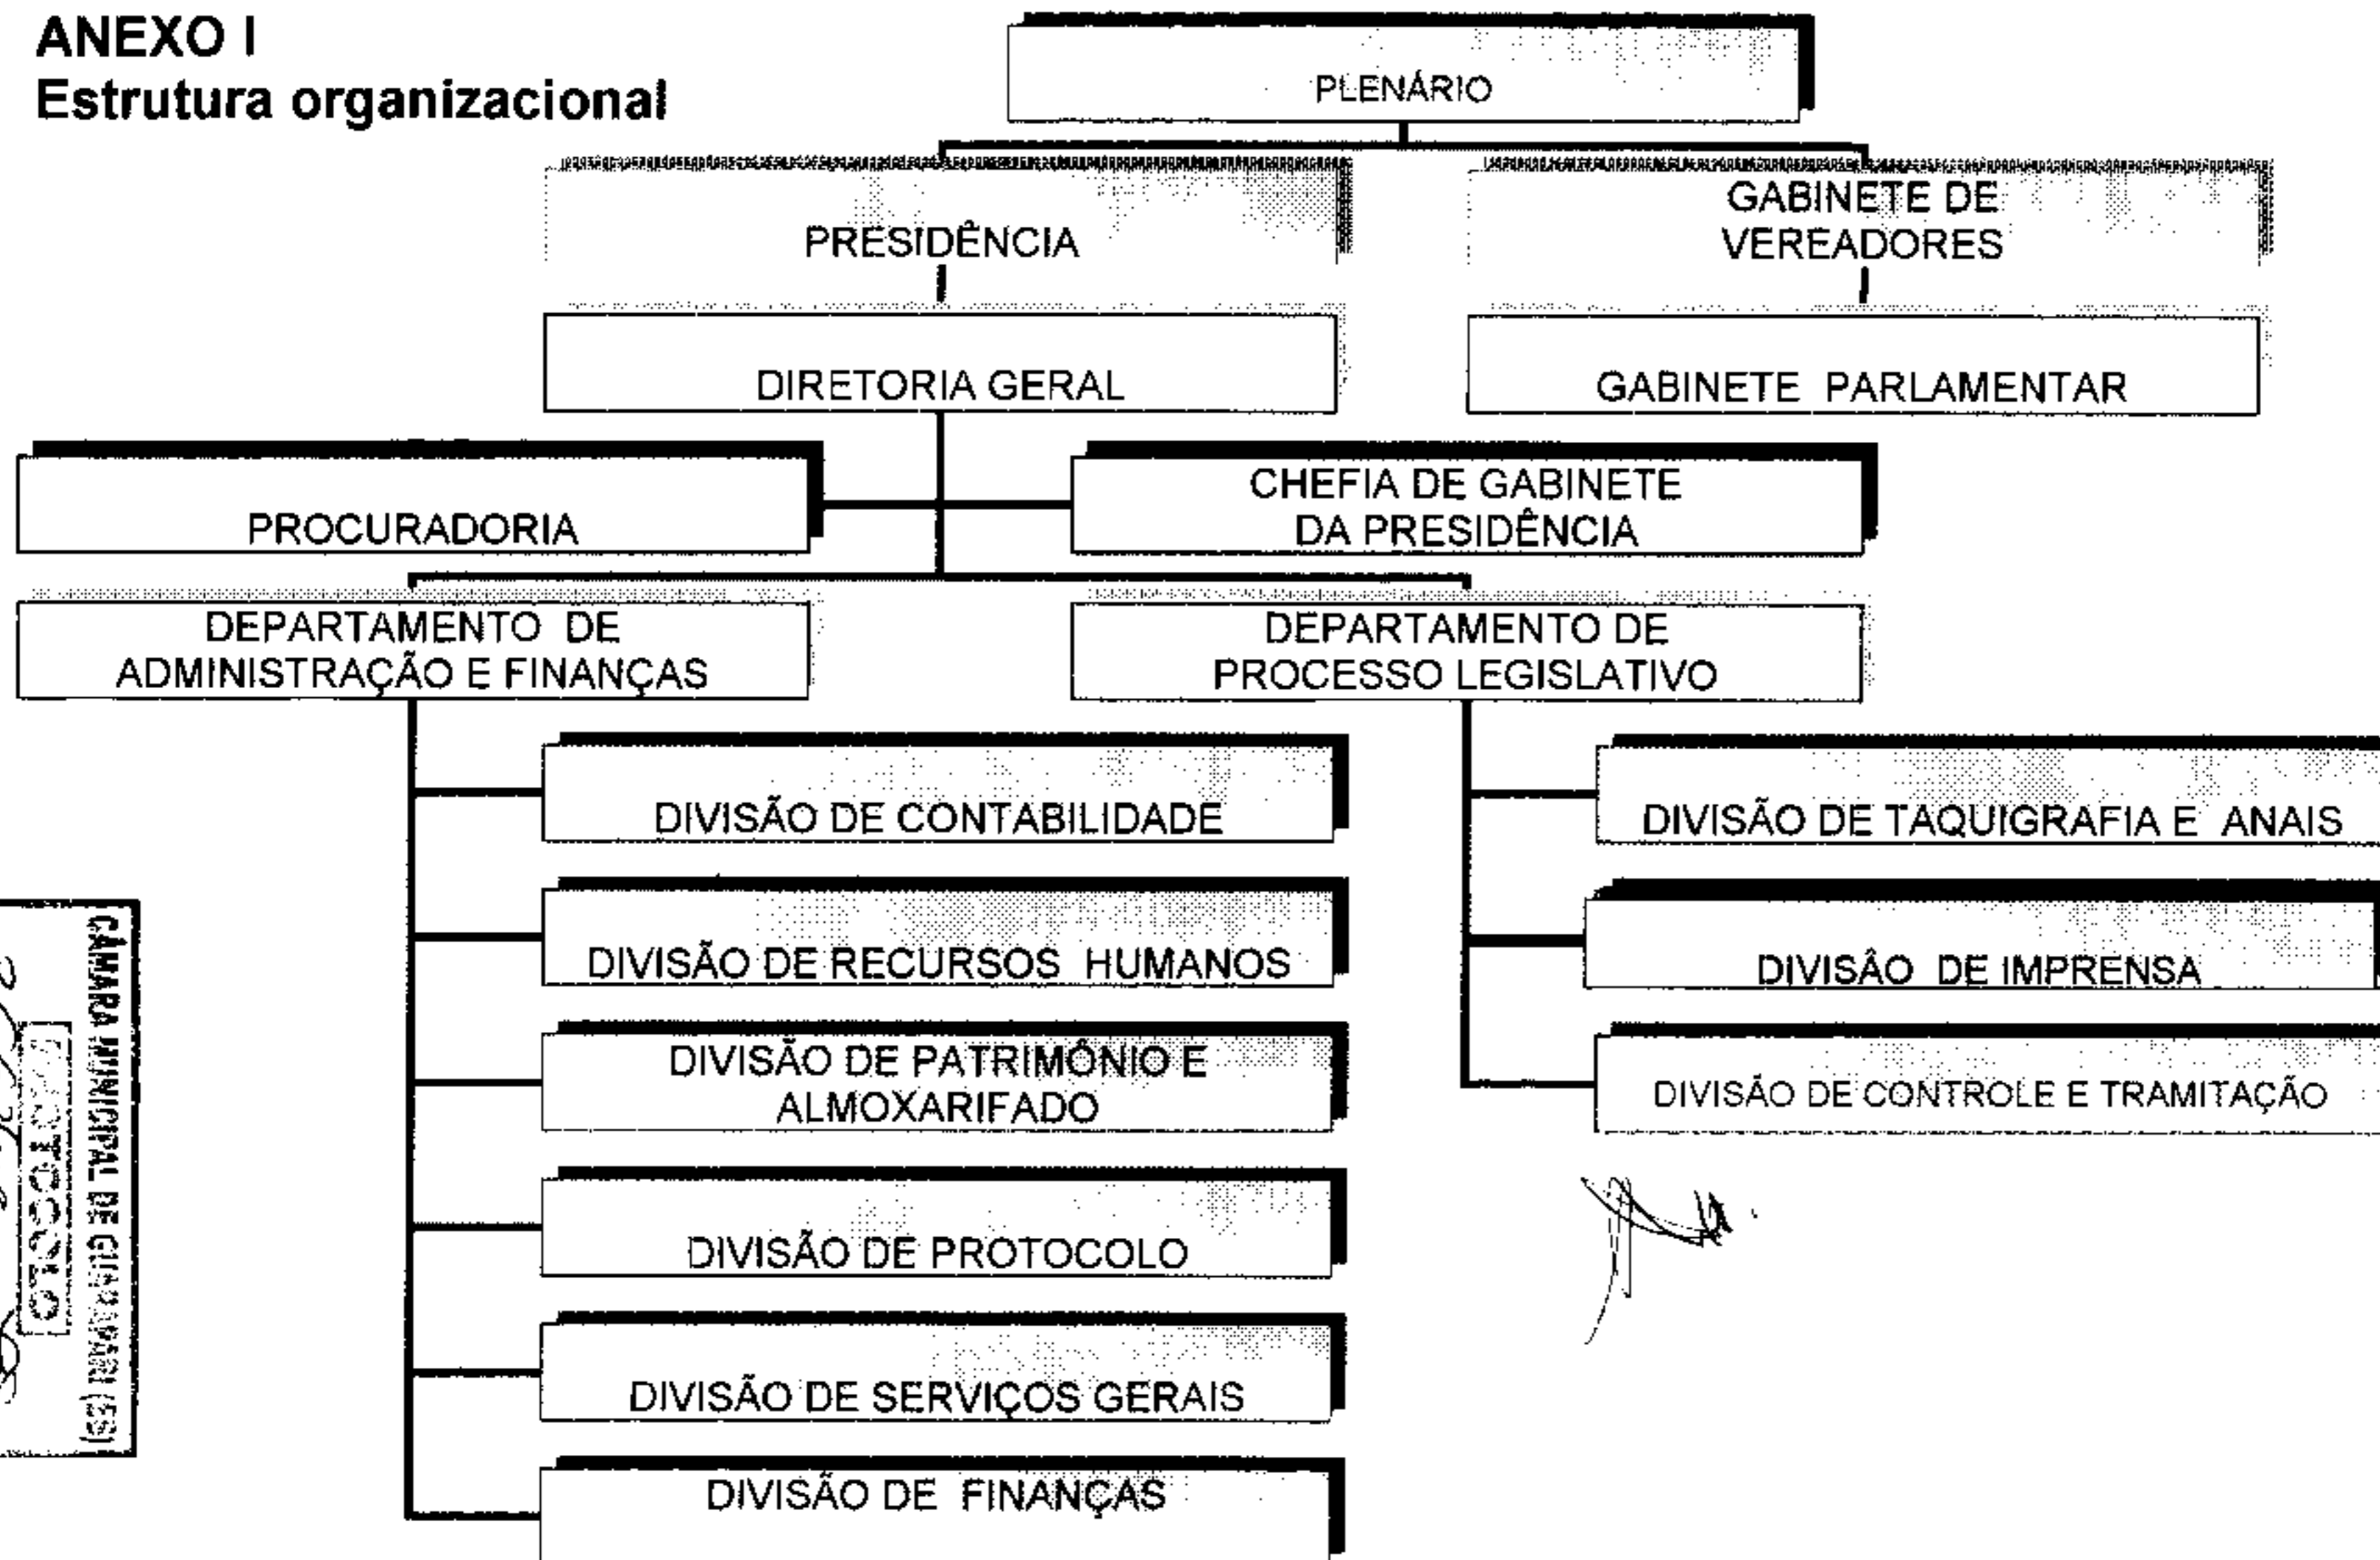 ANEXO I
Estrutura organizacional
PLENÁRIO
PRESIDÊNCIA
GABINETE DE
VEREADORES
DIRETORIA GERAL
GABINETE PARLAMENTAR
PROCURADORIA
CHEFIA DE GABINETE
DA PRESIDÊNCIA
DEPARTAMENTO DE
ADMINISTRAÇÃO E FINANÇAS
DEPARTAMENTO DE
PROCESSO LEGISLATIVO
DIVISÃO DE CONTABILIDADE
DIVISÃO DE RECURSOS HUMANOS
DIVISÃO DE PATRIMÔNIO E
ALMOXARIFADO
DIVISÃO DE PROTOCOLO
DIVISÃO DE SERVIÇOS GERAIS
DIVISÃO DE FINANÇAS
DIVISÃO DE TAQUIGRAFIA E ANAIS
DIVISÃO DE IMPRENSA
DIVISÃO DE CONTROLE E TRAMITAÇÃO
CÂMARA MUNICIPAL DE GUARAPARI (ES)
PROTOCOLO